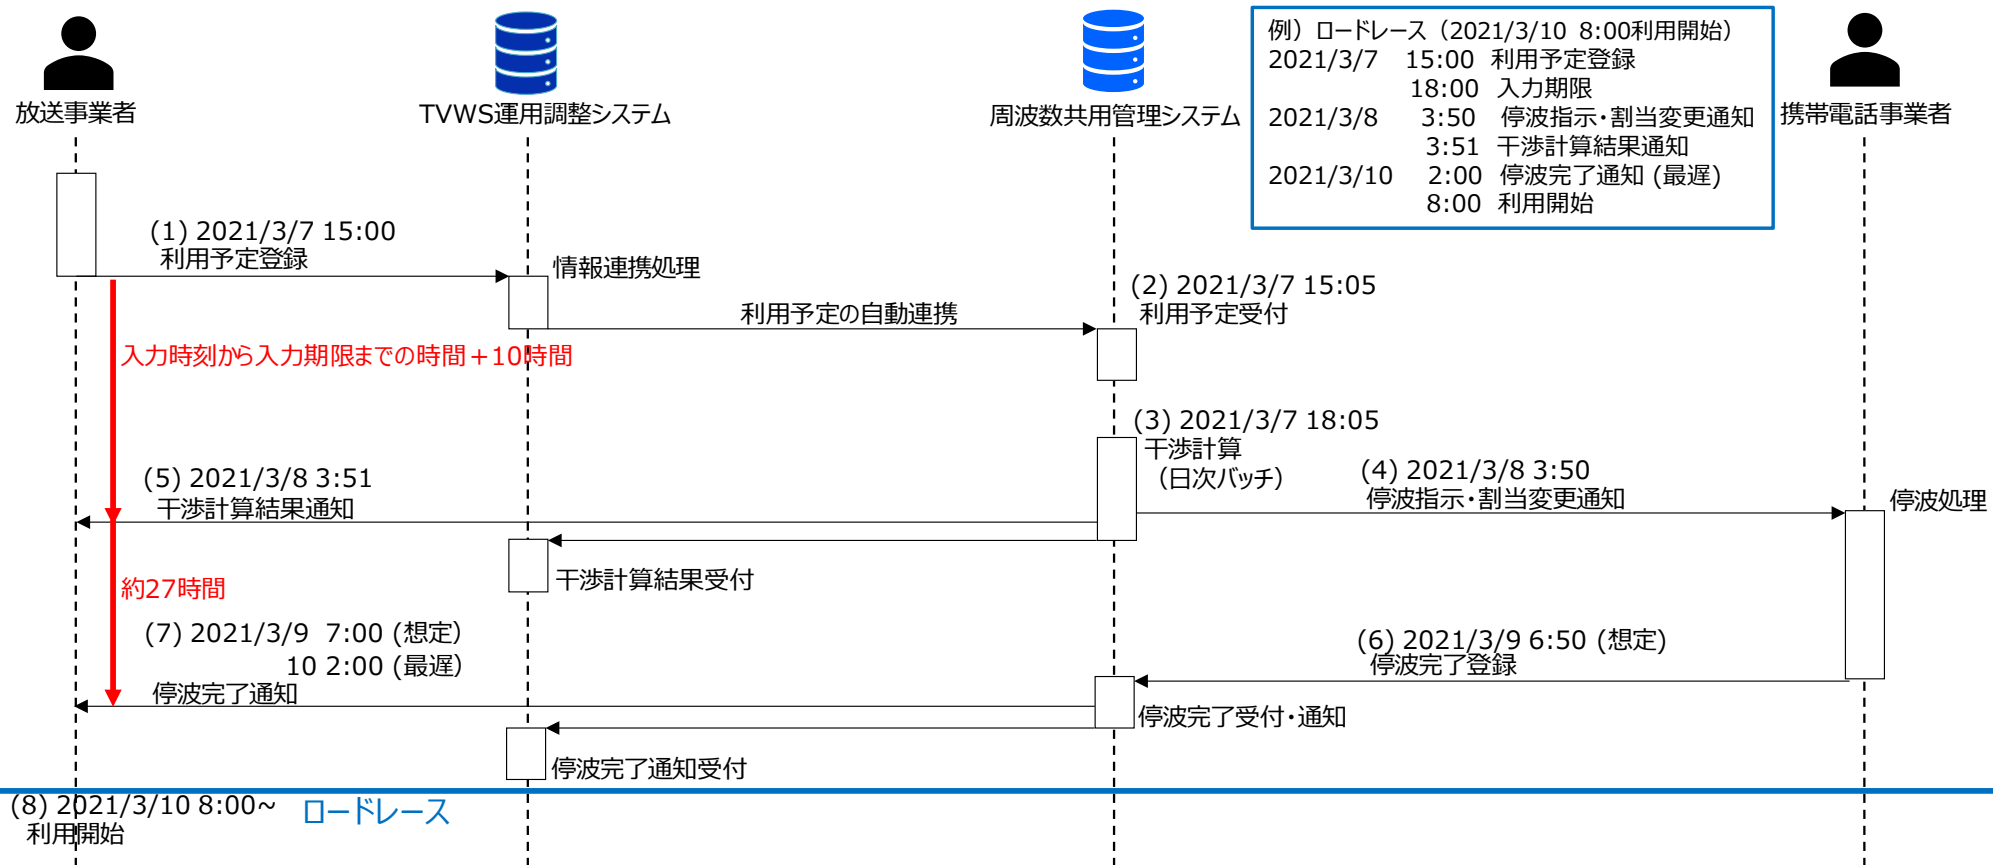 放送事業者
TVWS運用調整システム
周波数共用管理システム
携帯電話事業者
例）ロードレース（2021/3/10 8:00利用開始）
2021/3/7 15:00 利用予定登録
18:00 入力期限
2021/3/8 3:50 停波指示・割当変更通知
3:51 干渉計算結果通知
2021/3/10 2:00 停波完了通知 (最遅)
8:00 利用開始
(1) 2021/3/7 15:00
利用予定登録
情報連携処理
利用予定の自動連携
(2) 2021/3/7 15:05
利用予定受付
入力時刻から入力期限までの時間＋10時間
(3) 2021/3/7 18:05
干渉計算
（日次バッチ）
(4) 2021/3/8 3:50
停波指示・割当変更通知
停波処理
(5) 2021/3/8 3:51
干渉計算結果通知
干渉計算結果受付
約27時間
(6) 2021/3/9 6:50 (想定)
停波完了登録
(7) 2021/3/9 7:00 (想定）
10 2:00 (最遅）
停波完了通知
停波完了受付・通知
停波完了通知受付
(8) 2021/3/10 8:00~
利用開始
ロードレース